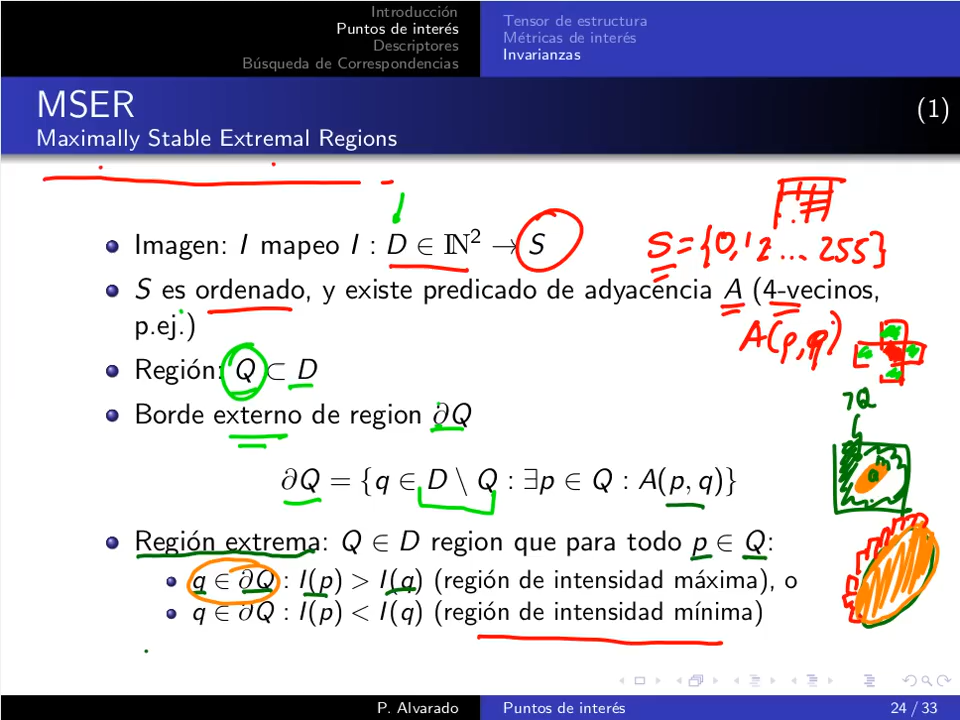 Introducción
Puntos de interés
Descriptores
Búsqueda de Correspondencias
Tensor de estructura
Métricas de interés
Invarianzas
MSER
(1)
Maximally Stable Extremal Regions
Imagen: I mapeo I : D ∈ ℕ² → S
S = {0,1,2 ... 255}
S es ordenado, y existe predicado de adyacencia A (4-vecinos,
p.ej.)
A(p,q)
Región: Q ⊂ D
Borde externo de region ∂Q
¬Q
Q
∂Q = {q ∈ D \ Q : ∃p ∈ Q : A(p, q)}
Región extrema: Q ∈ D region que para todo p ∈ Q:
q ∈ ∂Q : I(p) > I(q) (región de intensidad máxima), o
q ∈ ∂Q : I(p) < I(q) (región de intensidad mínima)
P. Alvarado
Puntos de interés
24 / 33